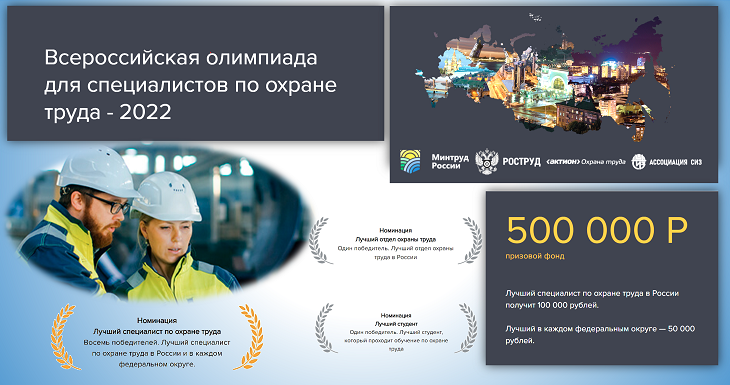 Всероссийская олимпиада
для специалистов по охране
труда - 2022
Минтруд
России
РОСТРУД
<актион> Охрана труда
АССОЦИАЦИЯ СИЗ
500 000 Р
призовой фонд
Лучший специалист по охране труда в России
получит 100 000 рублей.
Лучший в каждом федеральным округе — 50 000
рублей.
Номинация
Лучший отдел охраны труда
Один победитель. Лучший отдел охраны
труда в России
Номинация
Лучший специалист по охране труда
Восемь победителей. Лучший специалист
по охране труда в России и в каждом
федеральном округе.
Номинация
Лучший студент
Один победитель. Лучший студент,
который проходит обучение по охране
труда